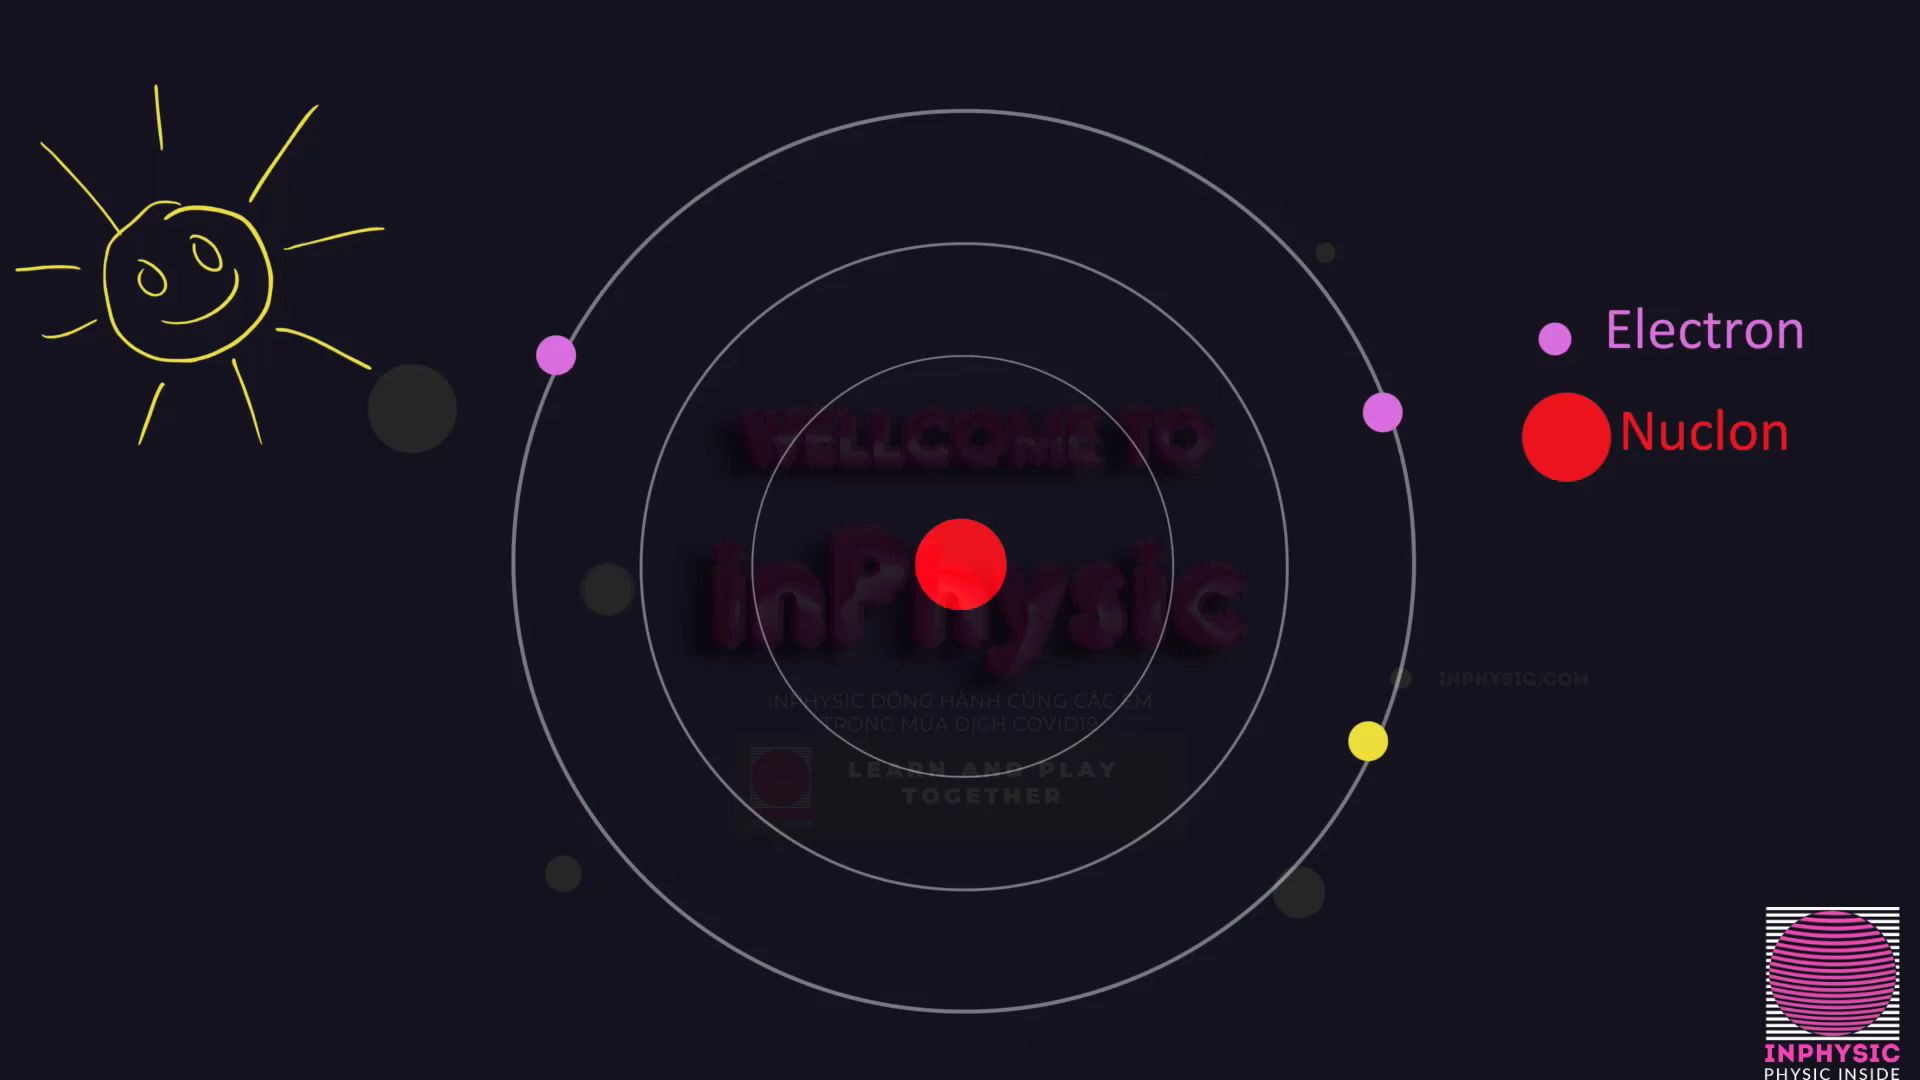 Electron
Nuclon
WELLCOME TO
inPhysic
INPHYSIC ĐỒNG HÀNH CÙNG CÁC EM
TRONG MÙA DỊCH COVID19
INPHYSIC.COM
LEARN AND PLAY
TOGETHER
INPHYSIC
PHYSIC INSIDE